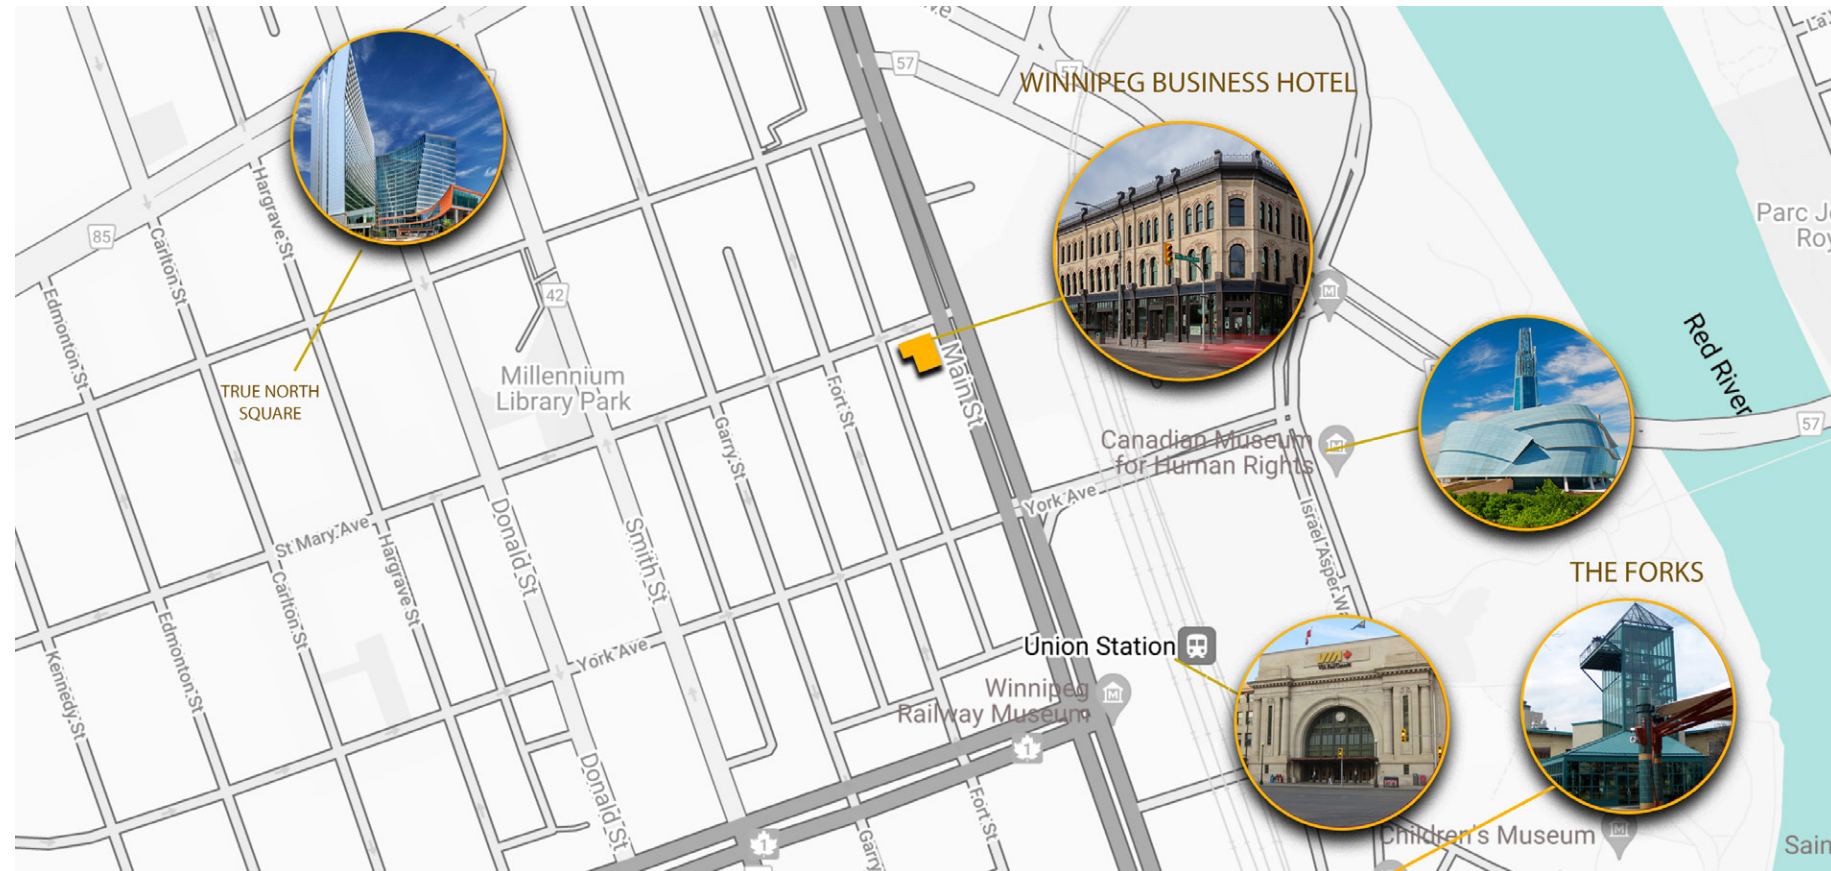 57
57
WINNIPEG BUSINESS HOTEL
85
Hargrave St
Carlton St
Edmonton St
42
TRUE NORTH
SQUARE
Millennium
Library Park
Fort St
Main St
Garry St
Parc J
Roy
Red River
57
Canadian Museum
for Human Rights
York Ave
Israel Asper W
St Mary Ave
Hargrave St
Donald St
Smith St
Carlton St
Edmonton St
Kennedy St
York Ave
THE FORKS
Union Station
VIA
Winnipeg
Railway Museum
1
Donald St
Fort St
Garry
1
Children's Museum
Sain